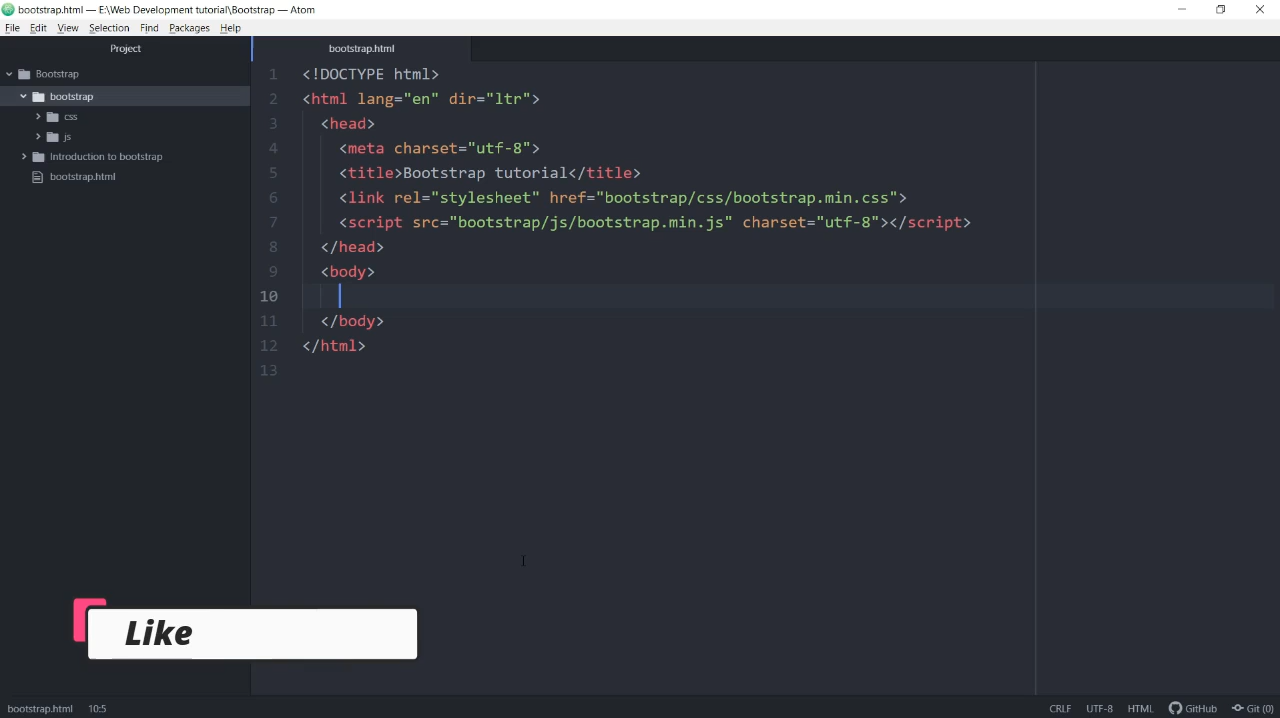 bootstrap.html — E:\Web Development tutorial\Bootstrap — Atom
File Edit View Selection Find Packages Help
Project
bootstrap.html
Bootstrap
bootstrap
css
js
Introduction to bootstrap
bootstrap.html
1 <!DOCTYPE html>
2 <html lang="en" dir="ltr">
3 <head>
4 <meta charset="utf-8">
5 <title>Bootstrap tutorial</title>
6 <link rel="stylesheet" href="bootstrap/css/bootstrap.min.css">
7 <script src="bootstrap/js/bootstrap.min.js" charset="utf-8"></script>
8 </head>
9 <body>
10
11 </body>
12 </html>
13
Like
bootstrap.html 10:5 CRLF UTF-8 HTML GitHub Git (0)